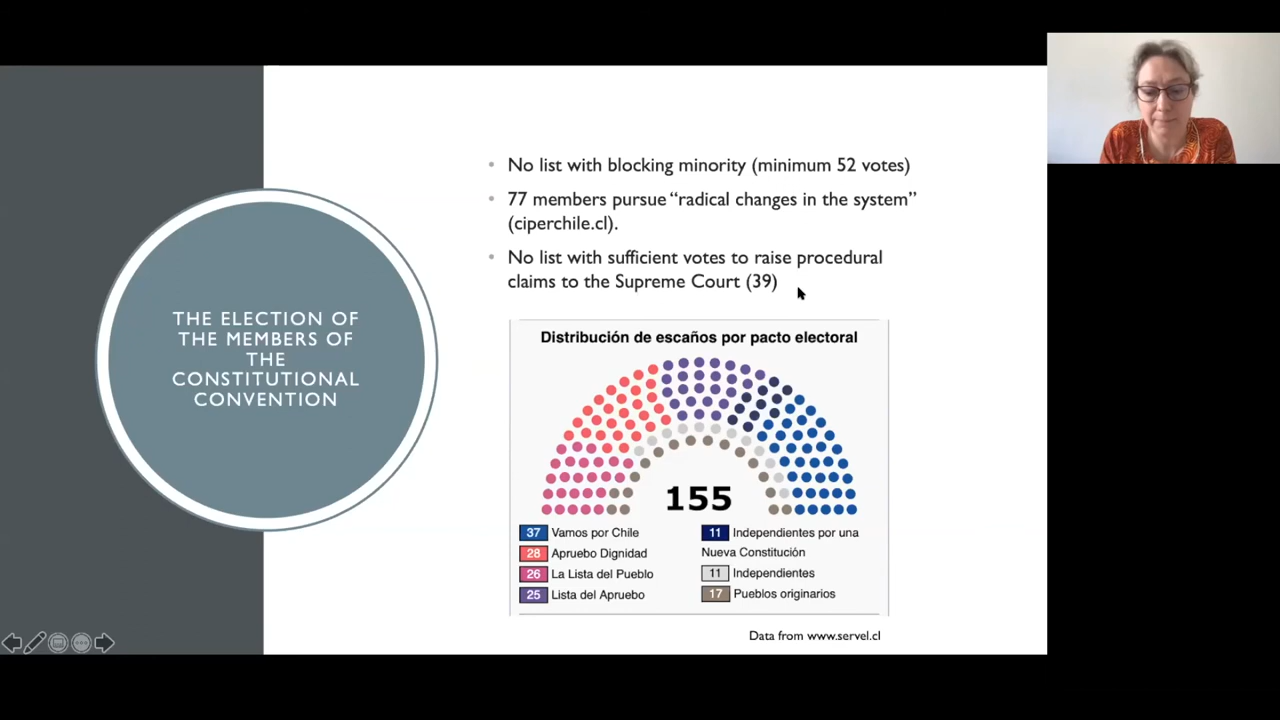 THE ELECTION OF
THE MEMBERS OF
THE
CONSTITUTIONAL
CONVENTION
• No list with blocking minority (minimum 52 votes)
• 77 members pursue “radical changes in the system”
(ciperchile.cl).
• No list with sufficient votes to raise procedural
claims to the Supreme Court (39)
Distribución de escaños por pacto electoral
155
37 Vamos por Chile
28 Apruebo Dignidad
26 La Lista del Pueblo
25 Lista del Apruebo
11 Independientes por una
Nueva Constitución
11 Independientes
17 Pueblos originarios
Data from www.servel.cl